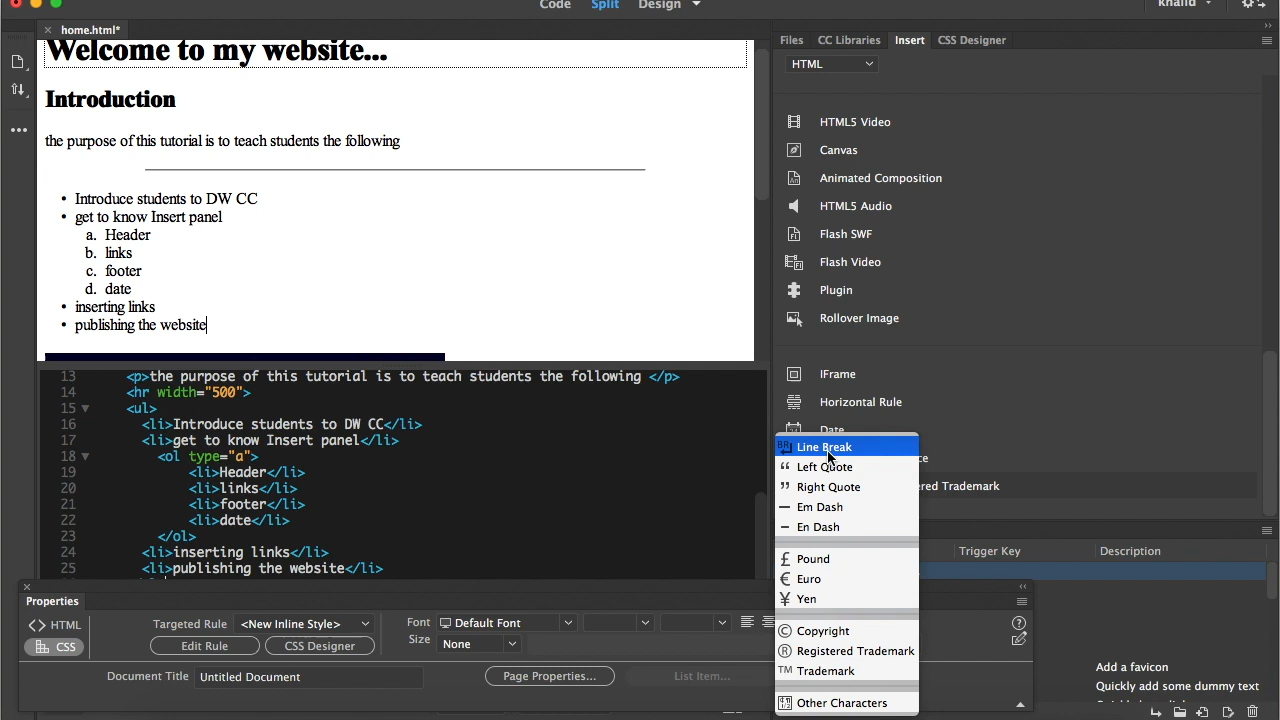 Code Split Design khalid
home.html*
Files CC Libraries Insert CSS Designer
HTML
Welcome to my website...
Introduction
the purpose of this tutorial is to teach students the following
• Introduce students to DW CC
• get to know Insert panel
a. Header
b. links
c. footer
d. date
• inserting links
• publishing the website
HTML5 Video
Canvas
Animated Composition
HTML5 Audio
Flash SWF
Flash Video
Plugin
Rollover Image
IFrame
Horizontal Rule
Date
ce
ered Trademark
13 <p>the purpose of this tutorial is to teach students the following </p>
14 <hr width="500">
15 <ul>
16 <li>Introduce students to DW CC</li>
17 <li>get to know Insert panel</li>
18 <ol type="a">
19 <li>Header</li>
20 <li>links</li>
21 <li>footer</li>
22 <li>date</li>
23 </ol>
24 <li>inserting links</li>
25 <li>publishing the website</li>
BR Line Break
“ Left Quote
” Right Quote
— Em Dash
– En Dash
£ Pound
€ Euro
¥ Yen
© Copyright
® Registered Trademark
TM Trademark
Other Characters
Trigger Key Description
Add a favicon
Quickly add some dummy text
Properties
<> HTML
CSS
Targeted Rule <New Inline Style>
Edit Rule CSS Designer
Font Default Font
Size None
Document Title Untitled Document
Page Properties... List Item...